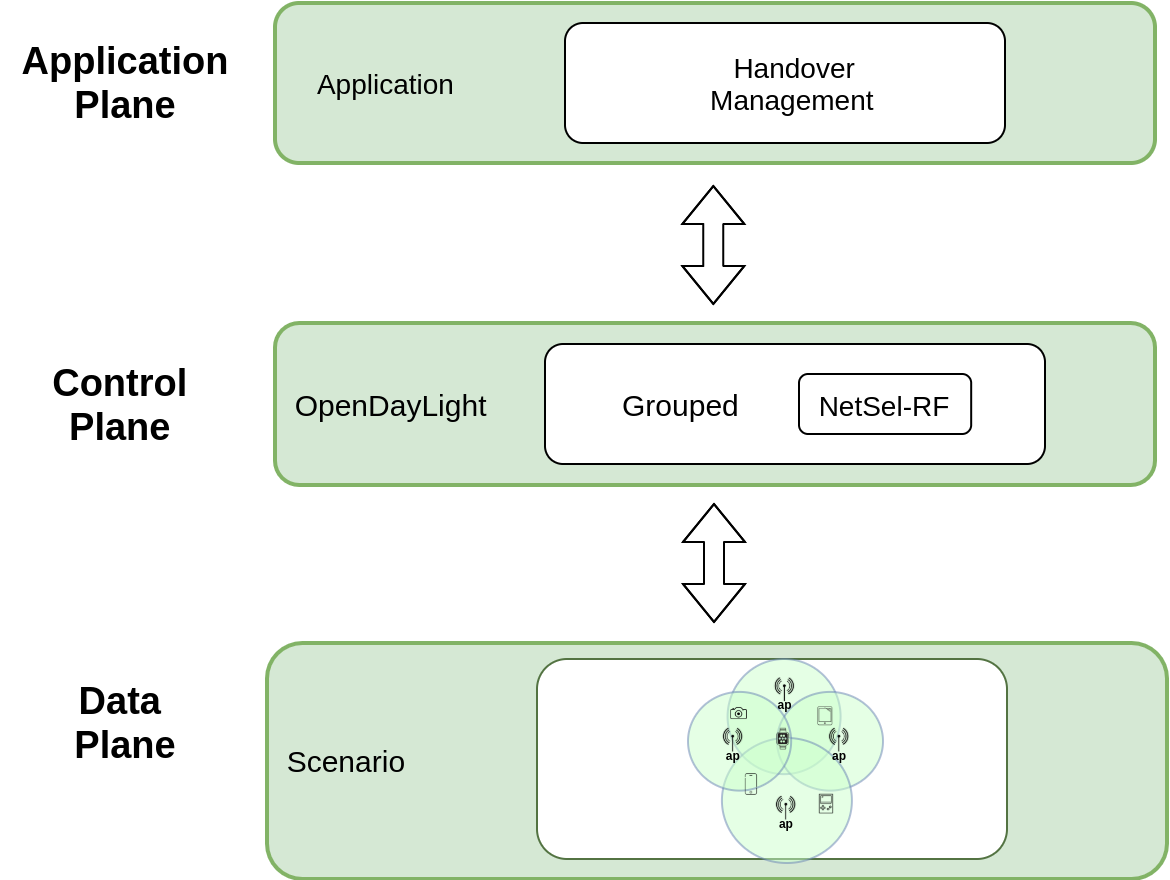 Application
Plane
Application
Handover
Management
Control
Plane
OpenDayLight
Grouped
NetSel-RF
Data
Plane
Scenario
ap
ap
ap
ap